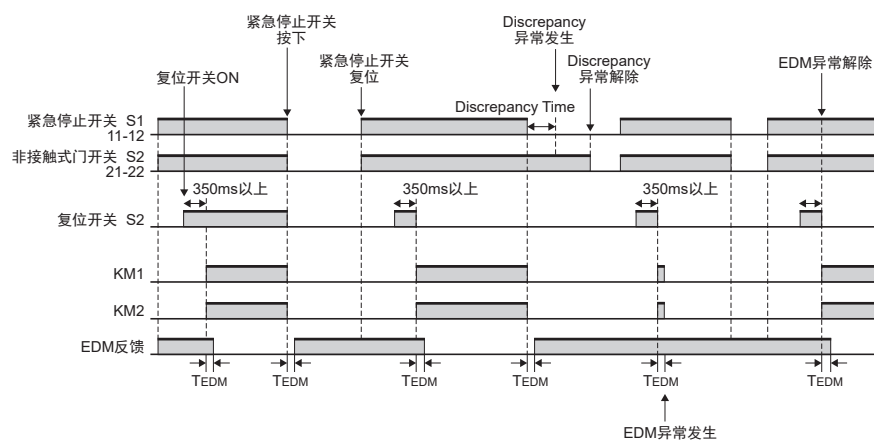 紧急停止开关
按下
Discrepancy
异常发生
紧急停止开关
复位
Discrepancy
异常解除
EDM异常解除
复位开关ON
Discrepancy Time
紧急停止开关 S1
11-12
非接触式门开关 S2
21-22
350ms以上
350ms以上
350ms以上
复位开关 S2
KM1
KM2
EDM反馈
TEDM
TEDM
TEDM
TEDM
TEDM
TEDM
EDM异常发生